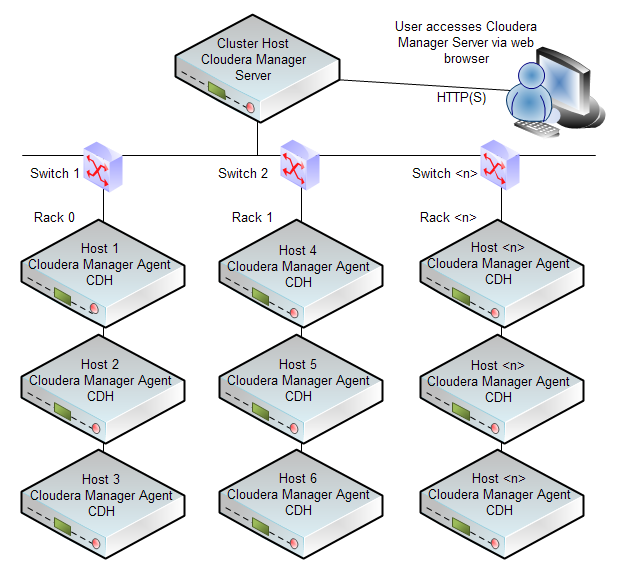 Cluster Host
Cloudera Manager
Server
User accesses Cloudera
Manager Server via web
browser
HTTP(S)
Switch 1
Switch 2
Switch <n>
Rack 0
Rack 1
Rack <n>
Host 1
Cloudera Manager Agent
CDH
Host 4
Cloudera Manager Agent
CDH
Host <n>
Cloudera Manager Agent
CDH
Host 2
Cloudera Manager Agent
CDH
Host 5
Cloudera Manager Agent
CDH
Host <n>
Cloudera Manager Agent
CDH
Host 3
Cloudera Manager Agent
CDH
Host 6
Cloudera Manager Agent
CDH
Host <n>
Cloudera Manager Agent
CDH